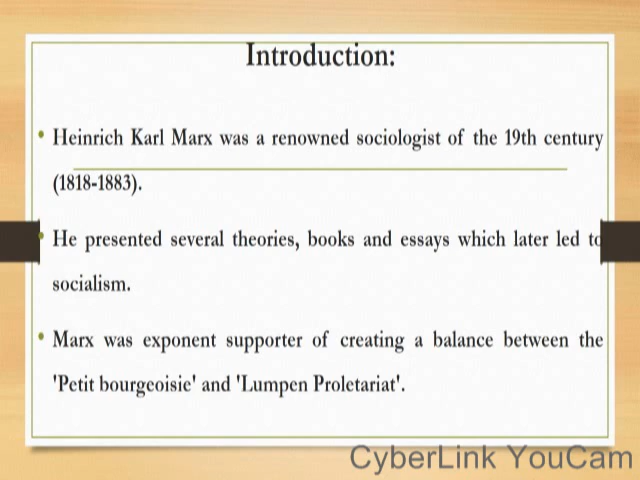 Introduction:
• Heinrich Karl Marx was a renowned sociologist of the 19th century
(1818-1883).
• He presented several theories, books and essays which later led to
socialism.
• Marx was exponent supporter of creating a balance between the
'Petit bourgeoisie' and 'Lumpen Proletariat'.
CyberLink YouCam